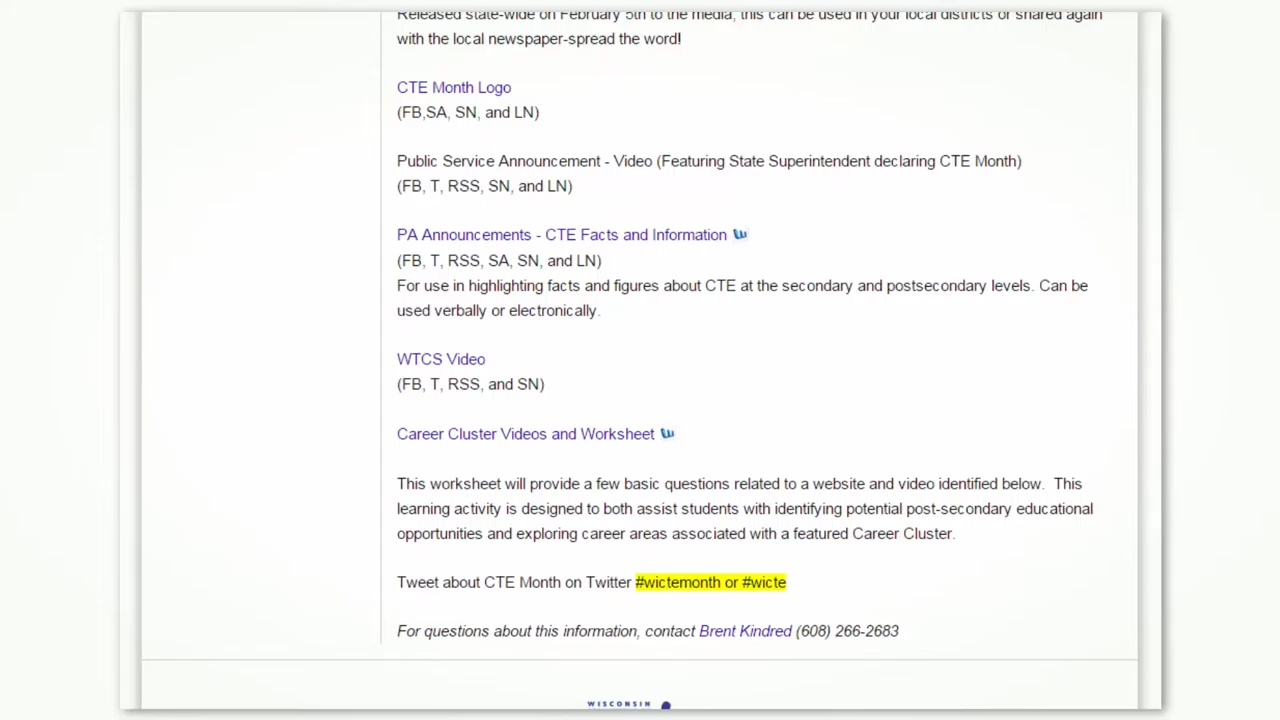 Released state-wide on February 5th to the media, this can be used in your local districts or shared again
with the local newspaper-spread the word!
CTE Month Logo
(FB,SA, SN, and LN)
Public Service Announcement - Video (Featuring State Superintendent declaring CTE Month)
(FB, T, RSS, SN, and LN)
PA Announcements - CTE Facts and Information
(FB, T, RSS, SA, SN, and LN)
For use in highlighting facts and figures about CTE at the secondary and postsecondary levels. Can be
used verbally or electronically.
WTCS Video
(FB, T, RSS, and SN)
Career Cluster Videos and Worksheet
This worksheet will provide a few basic questions related to a website and video identified below.  This
learning activity is designed to both assist students with identifying potential post-secondary educational
opportunities and exploring career areas associated with a featured Career Cluster.
Tweet about CTE Month on Twitter #wictemonth or #wicte
For questions about this information, contact Brent Kindred (608) 266-2683
WISCONSIN